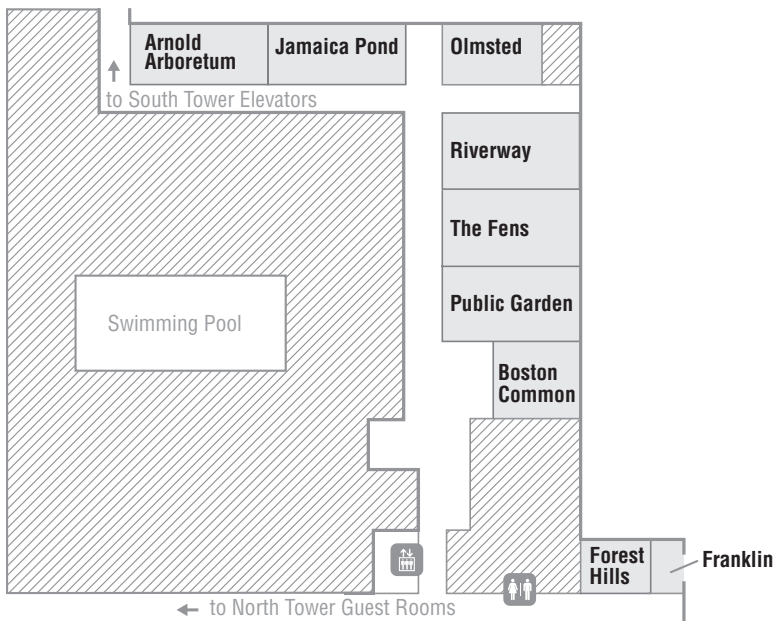 Arnold
Arboretum
Jamaica Pond
Olmsted
to South Tower Elevators
Riverway
The Fens
Public Garden
Swimming Pool
Boston
Common
Forest
Hills
Franklin
to North Tower Guest Rooms